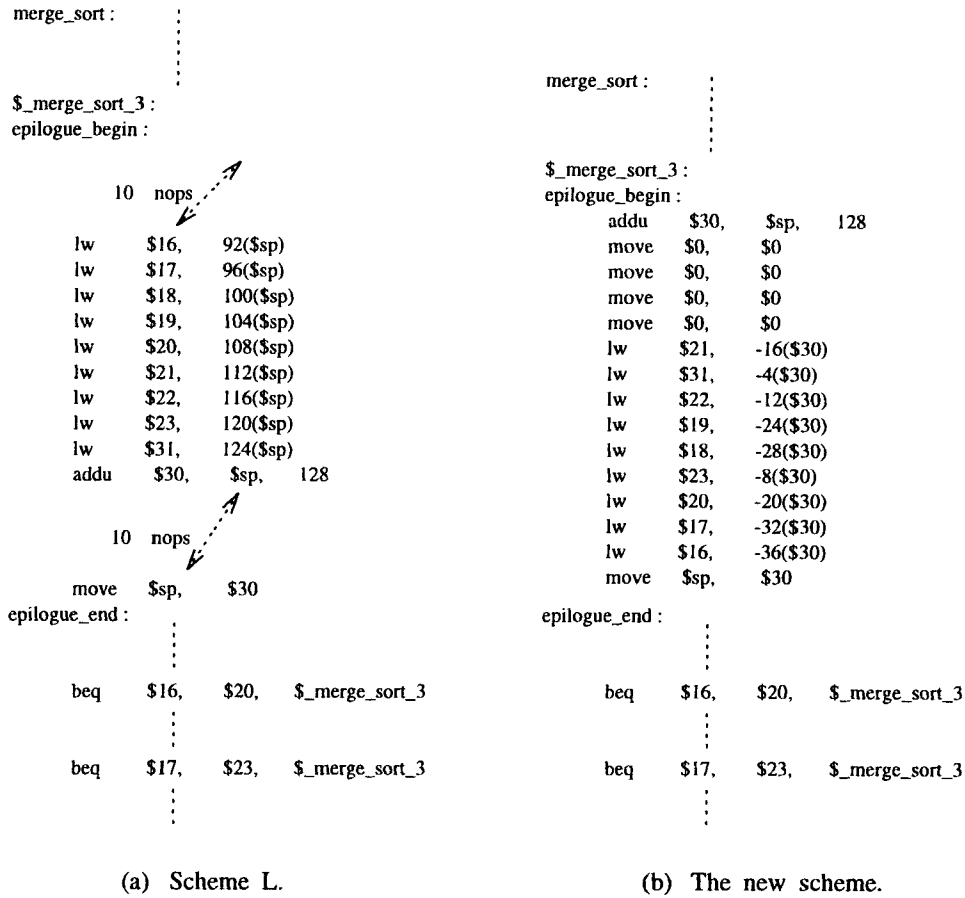 merge_sort :
$_merge_sort_3 :
epilogue_begin :
10 nops
lw $16, 92($sp)
lw $17, 96($sp)
lw $18, 100($sp)
lw $19, 104($sp)
lw $20, 108($sp)
lw $21, 112($sp)
lw $22, 116($sp)
lw $23, 120($sp)
lw $31, 124($sp)
addu $30, $sp, 128
10 nops
move $sp, $30
epilogue_end :
beq $16, $20, $_merge_sort_3
beq $17, $23, $_merge_sort_3
(a) Scheme L.
merge_sort :
$_merge_sort_3 :
epilogue_begin :
addu $30, $sp, 128
move $0, $0
move $0, $0
move $0, $0
move $0, $0
lw $21, -16($30)
lw $31, -4($30)
lw $22, -12($30)
lw $19, -24($30)
lw $18, -28($30)
lw $23, -8($30)
lw $20, -20($30)
lw $17, -32($30)
lw $16, -36($30)
move $sp, $30
epilogue_end :
beq $16, $20, $_merge_sort_3
beq $17, $23, $_merge_sort_3
(b) The new scheme.